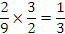 2/9 × 3/2 = 1/3